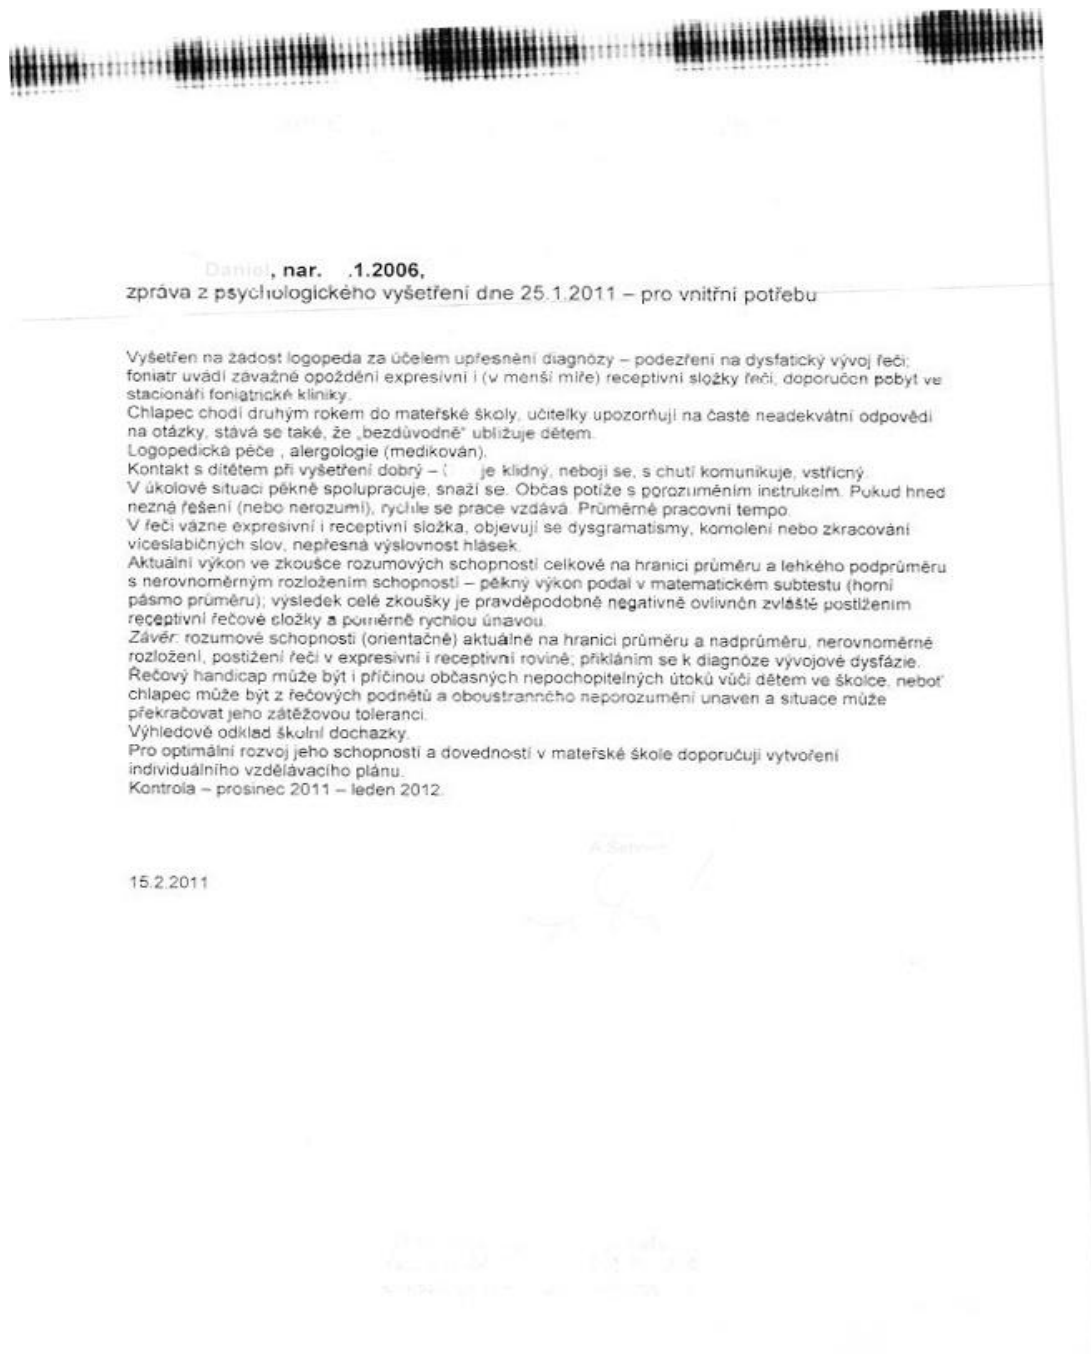 Daniel, nar. .1.2006,
zpráva z psychologického vyšetření dne 25.1.2011 – pro vnitřní potřebu
Vyšetřen na žádost logopeda za účelem upřesnění diagnózy – podezření na dysfatický vývoj řeči;
foniatr uvádí závažné opoždění expresivní i (v menší míře) receptivní složky řeči, doporučen pobyt ve
stacionáři foniatrické kliniky.
Chlapec chodí druhým rokem do mateřské školy, učitelky upozorňují na časté neadekvátní odpovědi
na otázky, stává se také, že „bezdůvodně" ubližuje dětem.
Logopedická péče , alergologie (medikován).
Kontakt s dítětem při vyšetření dobrý – je klidný, nebojí se, s chutí komunikuje, vstřícný.
V úkolové situaci pěkně spolupracuje, snaží se. Občas potíže s porozuměním instrukcím. Pokud hned
nezná řešení (nebo nerozumí), rychle se práce vzdává. Průměrné pracovní tempo.
V řeči vázne expresivní i receptivní složka, objevují se dysgramatismy, komolení nebo zkracování
víceslabičných slov, nepřesná výslovnost hlásek.
Aktuální výkon ve zkoušce rozumových schopností celkově na hranici průměru a lehkého podprůměru
s nerovnoměrným rozložením schopností – pěkný výkon podal v matematickém subtestu (horní
pásmo průměru); výsledek celé zkoušky je pravděpodobně negativně ovlivněn zvláště postižením
receptivní řečové složky a poměrně rychlou únavou.
Závěr: rozumové schopnosti (orientačně) aktuálně na hranici průměru a nadprůměru, nerovnoměrné
rozložení, postižení řeči v expresivní i receptivní rovině; přikláním se k diagnóze vývojové dysfázie.
Řečový handicap může být i příčinou občasných nepochopitelných útoků vůči dětem ve školce, neboť
chlapec může být z řečových podnětů a oboustranného neporozumění unaven a situace může
překračovat jeho zátěžovou toleranci.
Výhledově odklad školní docházky.
Pro optimální rozvoj jeho schopností a dovedností v mateřské škole doporučuji vytvoření
individuálního vzdělávacího plánu.
Kontrola – prosinec 2011 – leden 2012.
15.2.2011